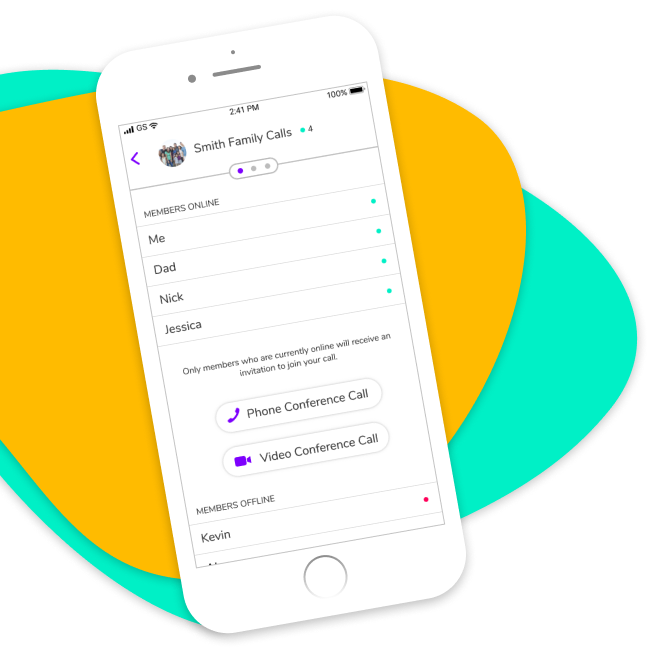 GS 2:41 PM 100%
Smith Family Calls 4
MEMBERS ONLINE
Me
Dad
Nick
Jessica
Only members who are currently online will receive an
invitation to join your call.
Phone Conference Call
Video Conference Call
MEMBERS OFFLINE
Kevin